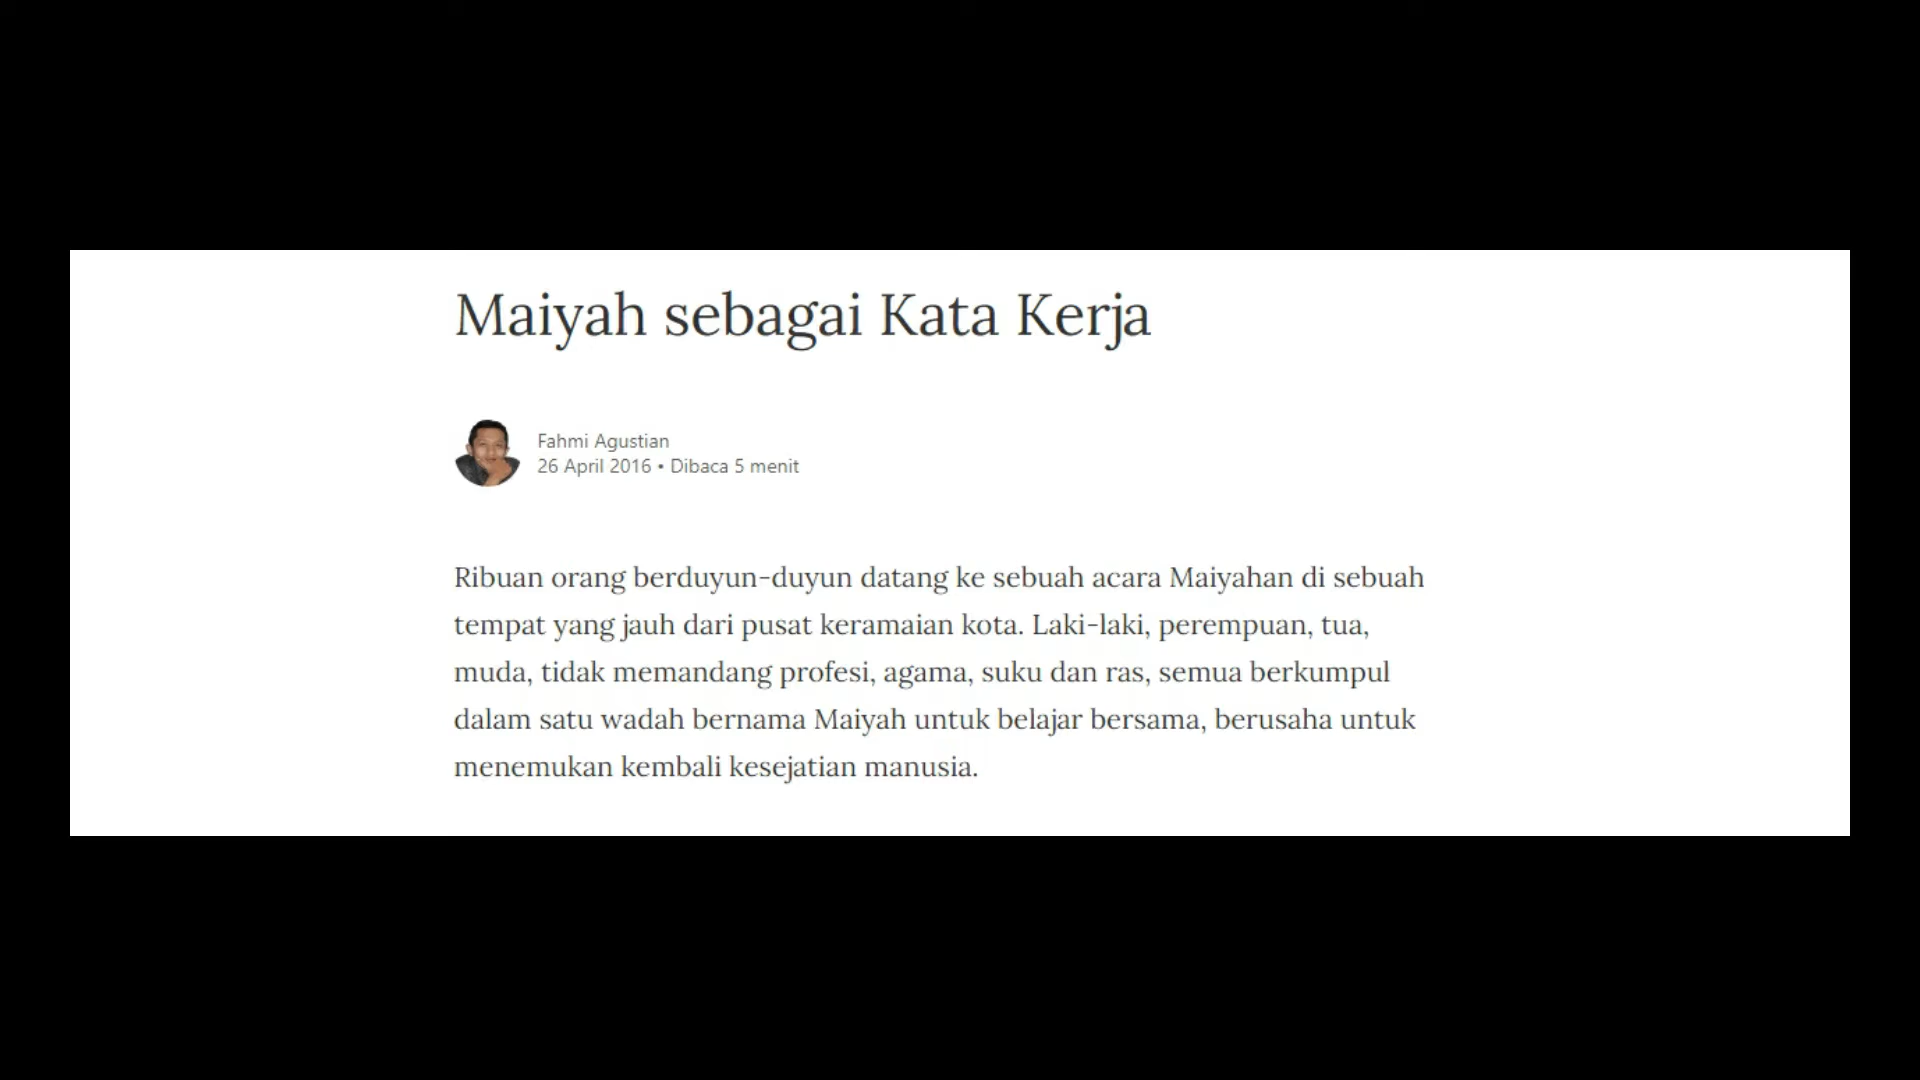 Maiyah sebagai Kata Kerja
Fahmi Agustian
26 April 2016 • Dibaca 5 menit
Ribuan orang berduyun-duyun datang ke sebuah acara Maiyahan di sebuah
tempat yang jauh dari pusat keramaian kota. Laki-laki, perempuan, tua,
muda, tidak memandang profesi, agama, suku dan ras, semua berkumpul
dalam satu wadah bernama Maiyah untuk belajar bersama, berusaha untuk
menemukan kembali kesejatian manusia.